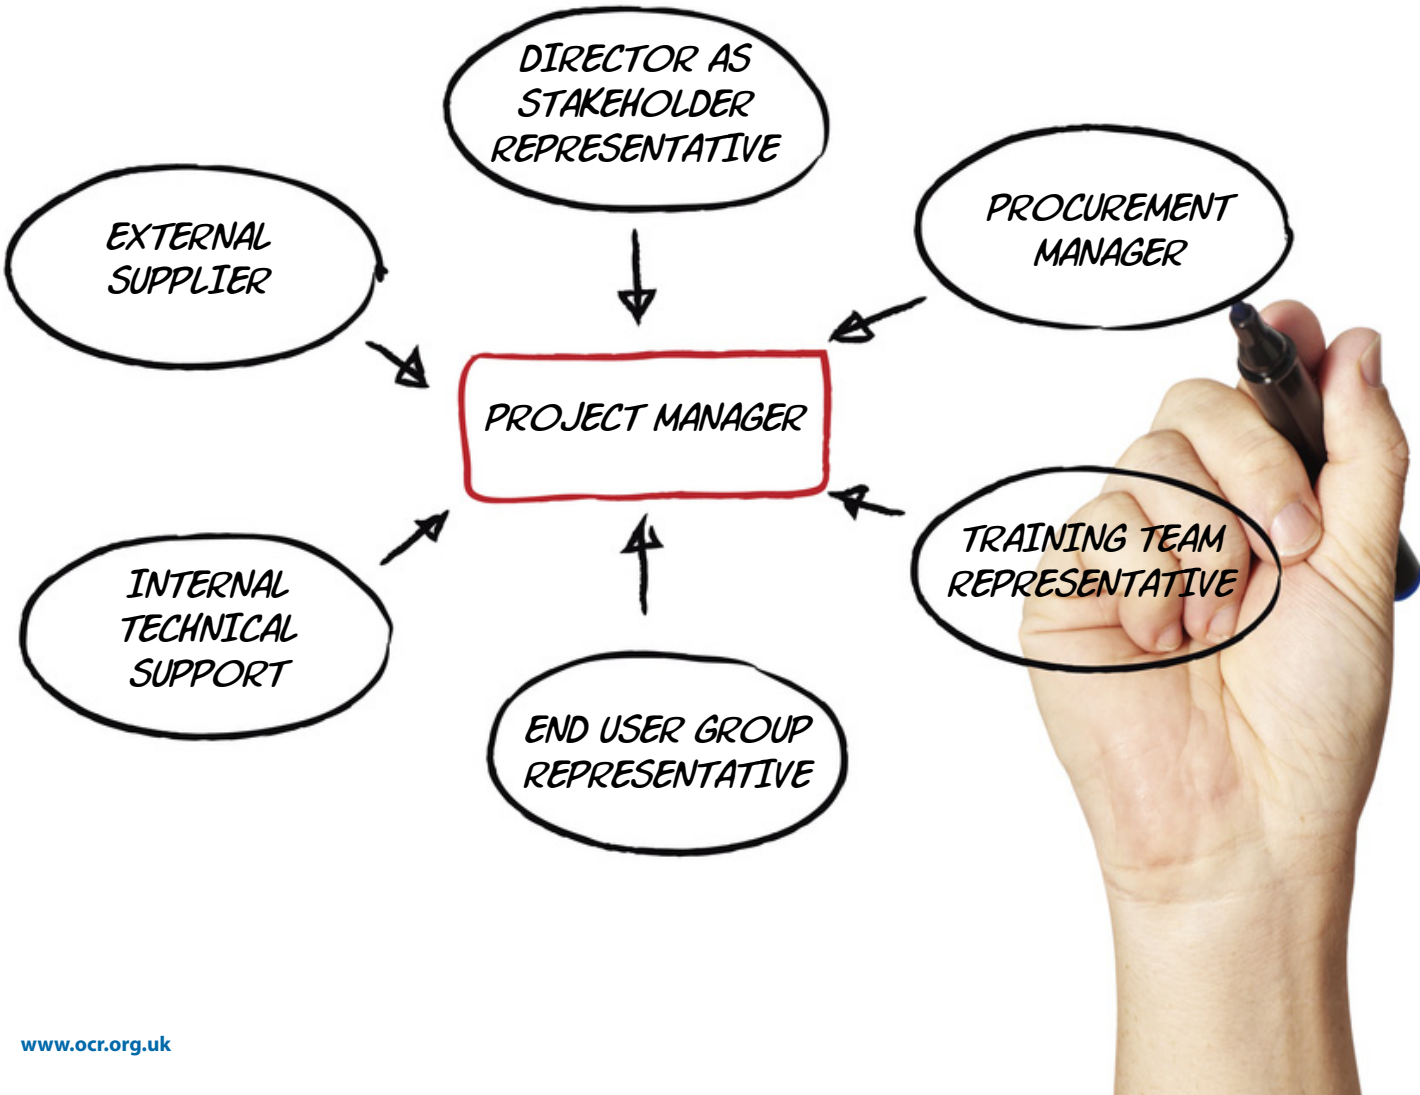 DIRECTOR AS
STAKEHOLDER
REPRESENTATIVE
EXTERNAL
SUPPLIER
PROCUREMENT
MANAGER
PROJECT MANAGER
INTERNAL
TECHNICAL
SUPPORT
TRAINING TEAM
REPRESENTATIVE
END USER GROUP
REPRESENTATIVE
www.ocr.org.uk